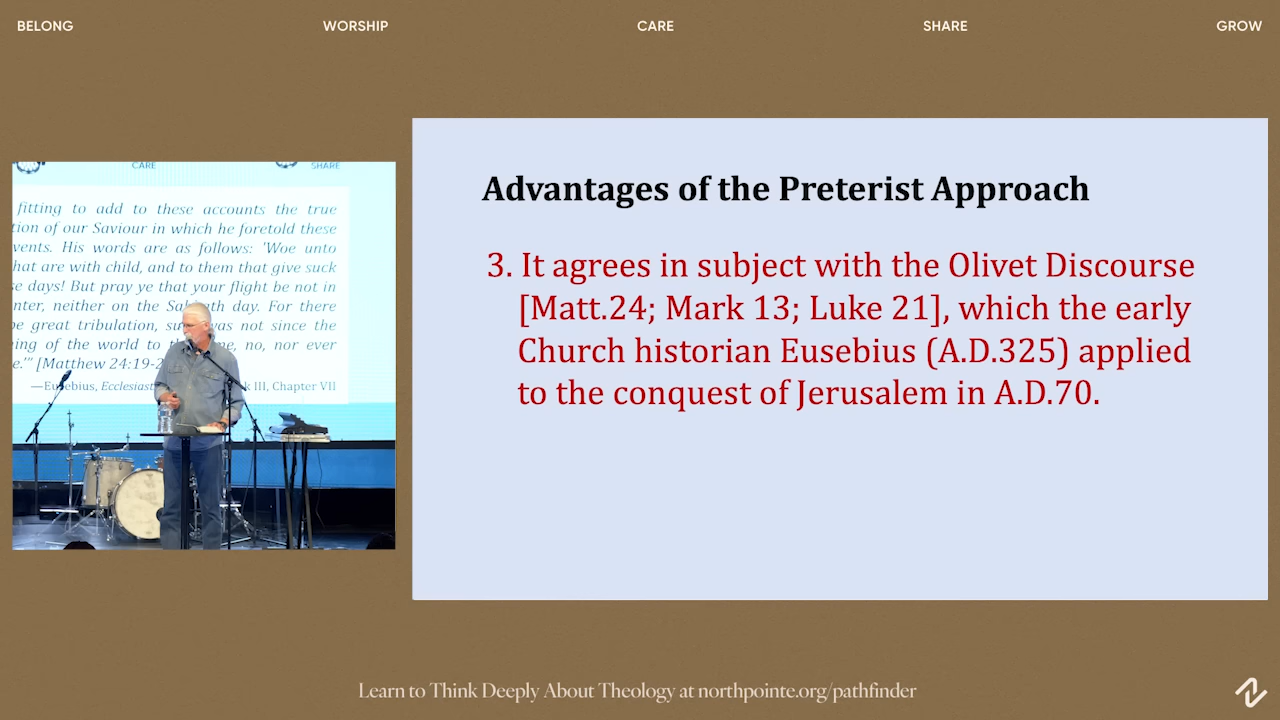 BELONG WORSHIP CARE SHARE GROW
CARE SHARE
fitting to add to these accounts the true
tion of our Saviour in which he foretold these
vents. His words are as follows: 'Woe unto
hat are with child, and to them that give suck
e days! But pray ye that your flight be not in
nter, neither on the Sabbath day. For there
be great tribulation, such was not since the
ing of the world to me, no, nor ever
e.'" [Matthew 24:19-2
—Eusebius, Ecclesiast k III, Chapter VII
Advantages of the Preterist Approach
3. It agrees in subject with the Olivet Discourse
[Matt.24; Mark 13; Luke 21], which the early
Church historian Eusebius (A.D.325) applied
to the conquest of Jerusalem in A.D.70.
Learn to Think Deeply About Theology at northpointe.org/pathfinder